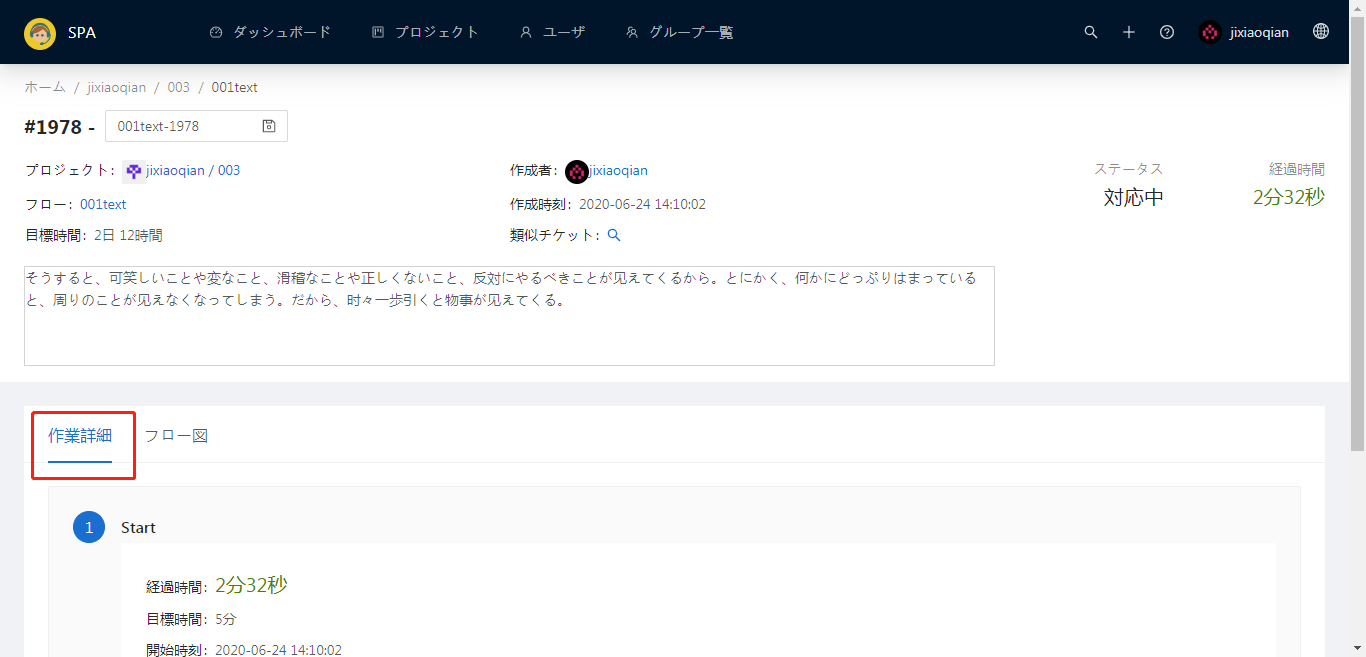 SPA ダッシュボード プロジェクト ユーザ グループ一覧 jixiaoqian
ホーム / jixiaoqian / 003 / 001text
#1978 - 001text-1978
プロジェクト: jixiaoqian / 003
作成者: jixiaoqian
ステータス
経過時間
対応中
2分32秒
フロー: 001text
作成時刻: 2020-06-24 14:10:02
目標時間: 2日 12時間
類似チケット:
そうすると、可笑しいことや変なこと、滑稽なことや正しくないこと、反対にやるべきことが见えてくるから。とにかく、何かにどっぷりはまっている
と、周りのことが见えなくなってしまう。だから、时々一歩引くと物事が见えてくる。
作業詳細 フロー図
1 Start
経過時間: 2分32秒
目標時間: 5分
開始時刻: 2020-06-24 14:10:02